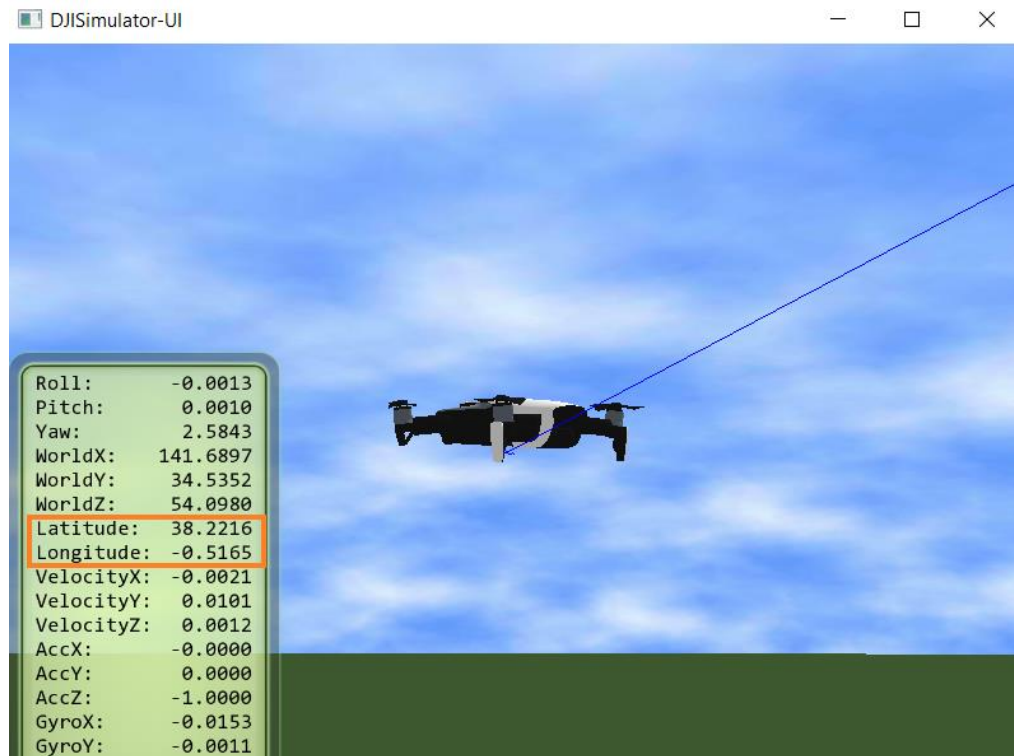 DJISimulator-UI
Roll: -0.0013
Pitch: 0.0010
Yaw: 2.5843
WorldX: 141.6897
WorldY: 34.5352
WorldZ: 54.0980
Latitude: 38.2216
Longitude: -0.5165
VelocityX: -0.0021
VelocityY: 0.0101
VelocityZ: 0.0012
AccX: -0.0000
AccY: 0.0000
AccZ: -1.0000
GyroX: -0.0153
GyroY: -0.0011